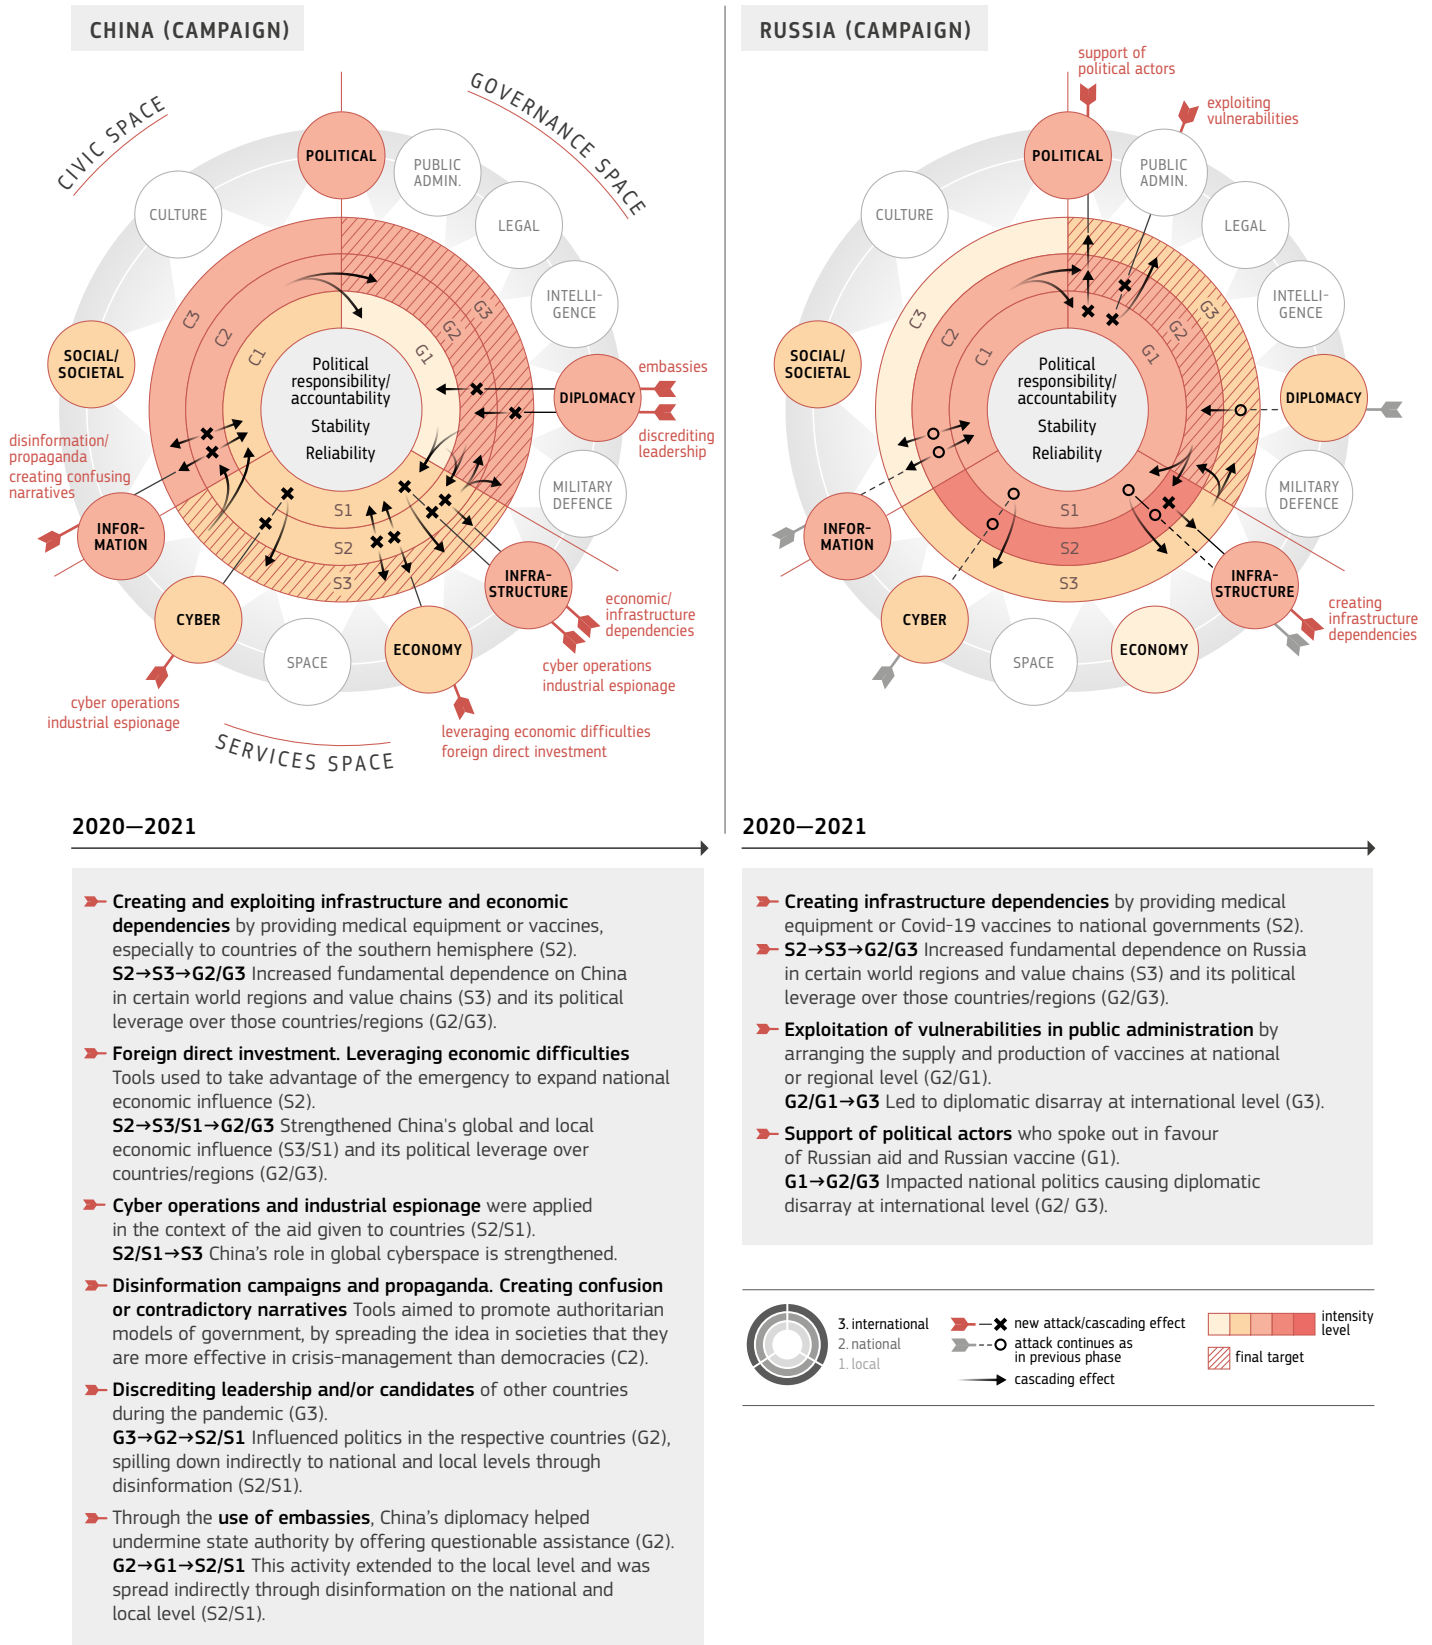 CHINA (CAMPAIGN)
CIVIC SPACE
GOVERNANCE SPACE
POLITICAL
PUBLIC
ADMIN.
CULTURE
LEGAL
INTELLI-
GENCE
SOCIAL/
SOCIETAL
C3
C2
C1
G1
G2
G3
Political
responsibility/
accountability
Stability
Reliability
embassies
DIPLOMACY
discrediting
leadership
disinformation/
propaganda
creating confusing
narratives
MILITARY
DEFENCE
INFOR-
MATION
S1
S2
S3
INFRA-
STRUCTURE
economic/
infrastructure
dependencies
CYBER
SPACE
ECONOMY
cyber operations
industrial espionage
cyber operations
industrial espionage
leveraging economic difficulties
foreign direct investment
SERVICES SPACE
2020—2021
Creating and exploiting infrastructure and economic
dependencies by providing medical equipment or vaccines,
especially to countries of the southern hemisphere (S2).
S2→S3→G2/G3 Increased fundamental dependence on China
in certain world regions and value chains (S3) and its political
leverage over those countries/regions (G2/G3).
Foreign direct investment. Leveraging economic difficulties
Tools used to take advantage of the emergency to expand national
economic influence (S2).
S2→S3/S1→G2/G3 Strengthened China's global and local
economic influence (S3/S1) and its political leverage over
countries/regions (G2/G3).
Cyber operations and industrial espionage were applied
in the context of the aid given to countries (S2/S1).
S2/S1→S3 China's role in global cyberspace is strengthened.
Disinformation campaigns and propaganda. Creating confusion
or contradictory narratives Tools aimed to promote authoritarian
models of government, by spreading the idea in societies that they
are more effective in crisis-management than democracies (C2).
Discrediting leadership and/or candidates of other countries
during the pandemic (G3).
G3→G2→S2/S1 Influenced politics in the respective countries (G2),
spilling down indirectly to national and local levels through
disinformation (S2/S1).
Through the use of embassies, China's diplomacy helped
undermine state authority by offering questionable assistance (G2).
G2→G1→S2/S1 This activity extended to the local level and was
spread indirectly through disinformation on the national and
local level (S2/S1).
RUSSIA (CAMPAIGN)
support of
political actors
exploiting
vulnerabilities
POLITICAL
PUBLIC
ADMIN.
CULTURE
LEGAL
INTELLI-
GENCE
SOCIAL/
SOCIETAL
C3
C2
C1
G1
G2
G3
Political
responsibility/
accountability
Stability
Reliability
DIPLOMACY
MILITARY
DEFENCE
INFOR-
MATION
S1
S2
S3
INFRA-
STRUCTURE
creating
infrastructure
dependencies
CYBER
SPACE
ECONOMY
2020—2021
Creating infrastructure dependencies by providing medical
equipment or Covid-19 vaccines to national governments (S2).
S2→S3→G2/G3 Increased fundamental dependence on Russia
in certain world regions and value chains (S3) and its political
leverage over those countries/regions (G2/G3).
Exploitation of vulnerabilities in public administration by
arranging the supply and production of vaccines at national
or regional level (G2/G1).
G2/G1→G3 Led to diplomatic disarray at international level (G3).
Support of political actors who spoke out in favour
of Russian aid and Russian vaccine (G1).
G1→G2/G3 Impacted national politics causing diplomatic
disarray at international level (G2/ G3).
3. international
2. national
1. local
new attack/cascading effect
attack continues as
in previous phase
cascading effect
intensity
level
final target